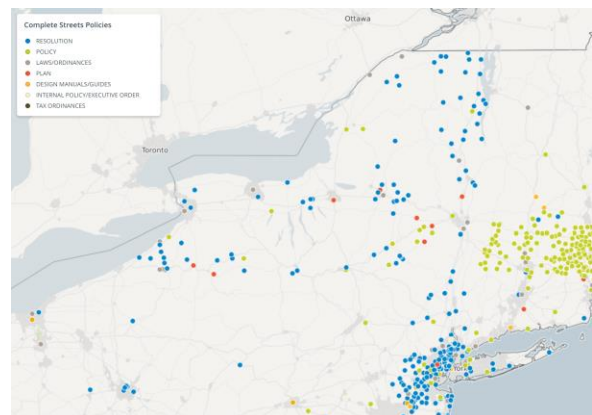 Complete Streets Policies
RESOLUTION
POLICY
LAWS/ORDINANCES
PLAN
DESIGN MANUALS/GUIDES
INTERNAL POLICY/EXECUTIVE ORDER
TAX ORDINANCES
Ottawa
Toronto